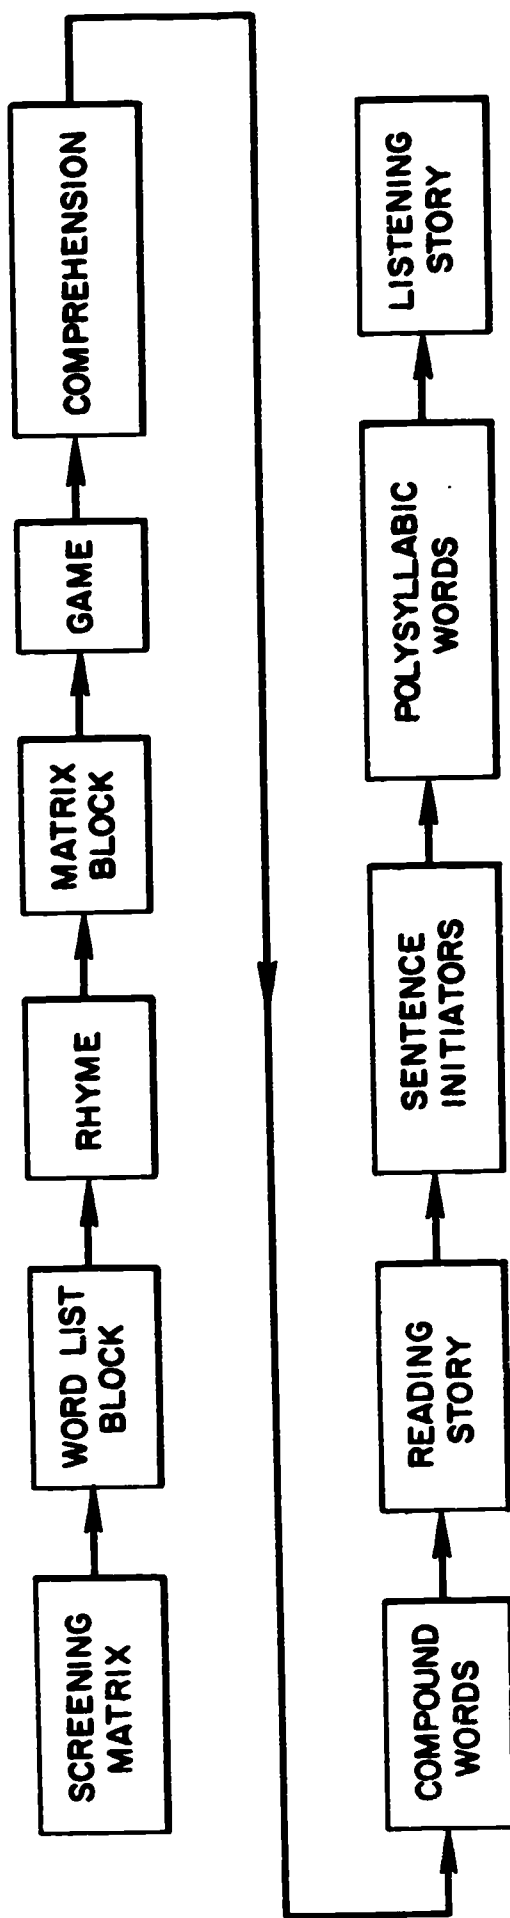 SCREENING
MATRIX
WORD LIST
BLOCK
RHYME
MATRIX
BLOCK
GAME
COMPREHENSION
COMPOUND
WORDS
READING
STORY
SENTENCE
INITIATORS
POLYSYLLABIC
WORDS
LISTENING
STORY